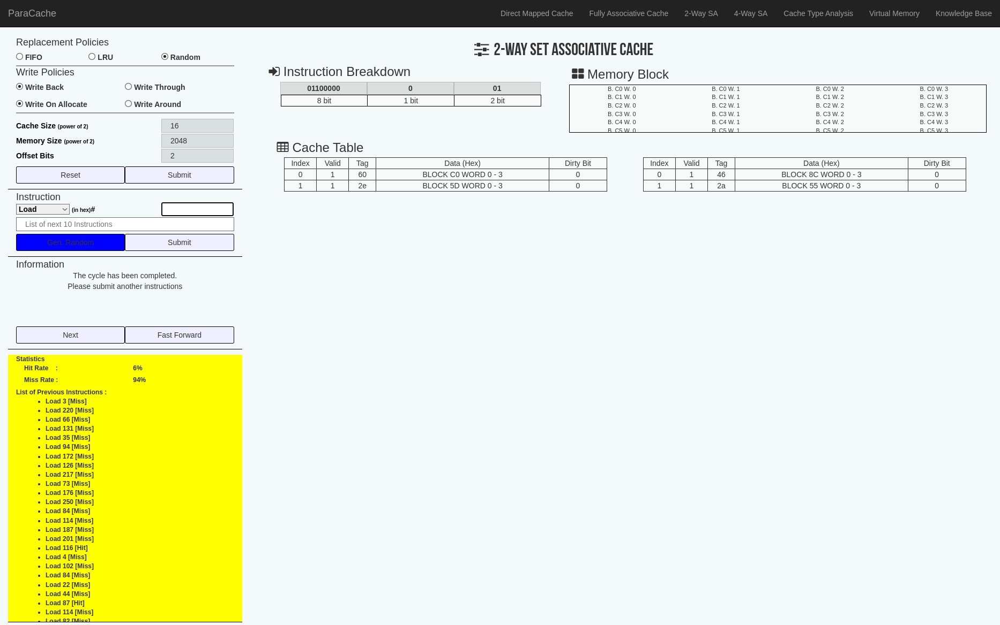 ParaCache Direct Mapped Cache Fully Associative Cache 2-Way SA 4-Way SA Cache Type Analysis Virtual Memory Knowledge Base
Replacement Policies
FIFO LRU Random
Write Policies
Write Back Write Through
Write On Allocate Write Around
Cache Size (power of 2) 16
Memory Size (power of 2) 2048
Offset Bits 2
Reset Submit
Instruction
Load (in hex)#
List of next 10 Instructions
Gen. Random Submit
Information
The cycle has been completed.
Please submit another instructions
Next Fast Forward
Statistics
Hit Rate : 6%
Miss Rate : 94%
List of Previous Instructions :
Load 3 [Miss]
Load 220 [Miss]
Load 66 [Miss]
Load 131 [Miss]
Load 35 [Miss]
Load 94 [Miss]
Load 172 [Miss]
Load 126 [Miss]
Load 217 [Miss]
Load 73 [Miss]
Load 176 [Miss]
Load 250 [Miss]
Load 84 [Miss]
Load 114 [Miss]
Load 187 [Miss]
Load 201 [Miss]
Load 116 [Hit]
Load 4 [Miss]
Load 102 [Miss]
Load 84 [Miss]
Load 22 [Miss]
Load 44 [Miss]
Load 87 [Hit]
Load 114 [Miss]
Load 82 [Miss]
2-WAY SET ASSOCIATIVE CACHE
Instruction Breakdown
01100000 0 01
8 bit 1 bit 2 bit
Memory Block
B. C0 W. 0 B. C0 W. 1 B. C0 W. 2 B. C0 W. 3
B. C1 W. 0 B. C1 W. 1 B. C1 W. 2 B. C1 W. 3
B. C2 W. 0 B. C2 W. 1 B. C2 W. 2 B. C2 W. 3
B. C3 W. 0 B. C3 W. 1 B. C3 W. 2 B. C3 W. 3
B. C4 W. 0 B. C4 W. 1 B. C4 W. 2 B. C4 W. 3
B. C5 W. 0 B. C5 W. 1 B. C5 W. 2 B. C5 W. 3
Cache Table
Index Valid Tag Data (Hex) Dirty Bit
0 1 60 BLOCK C0 WORD 0 - 3 0
1 1 2e BLOCK 5D WORD 0 - 3 0
Index Valid Tag Data (Hex) Dirty Bit
0 1 46 BLOCK 8C WORD 0 - 3 0
1 1 2a BLOCK 55 WORD 0 - 3 0